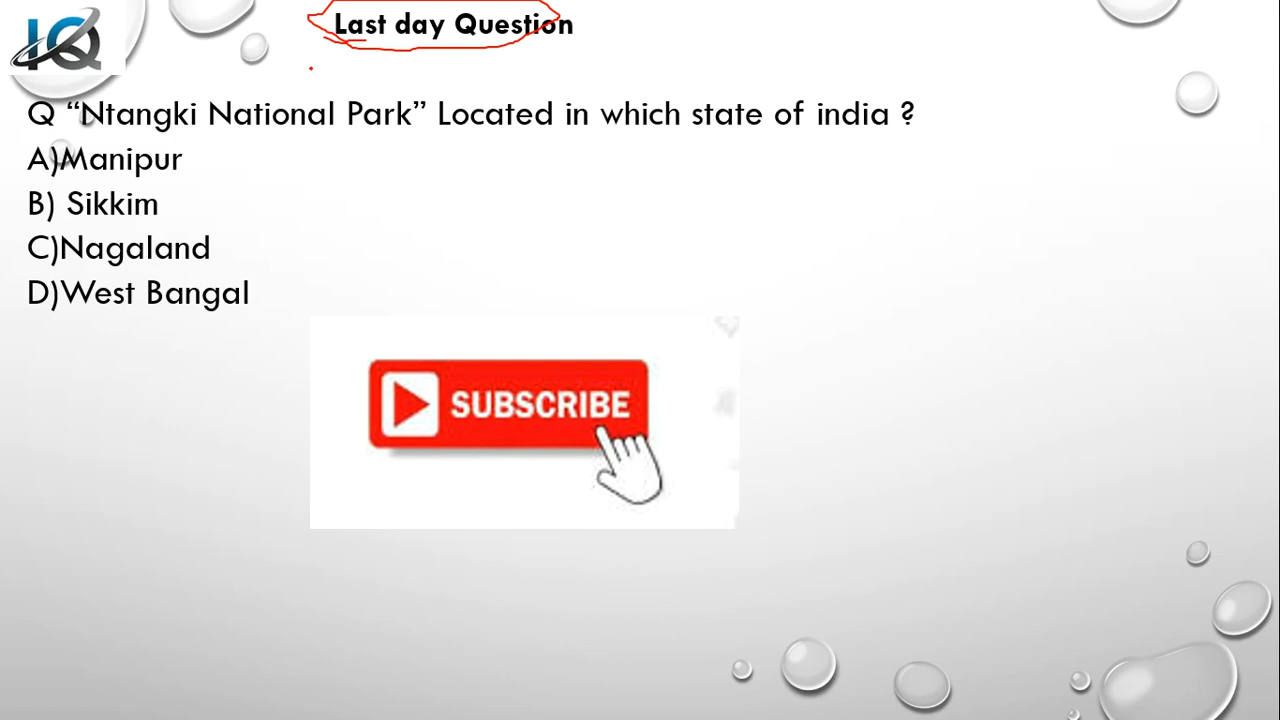 IQ
Last day Question
Q “Ntangki National Park” Located in which state of india ?
A)Manipur
B) Sikkim
C)Nagaland
D)West Bangal
SUBSCRIBE